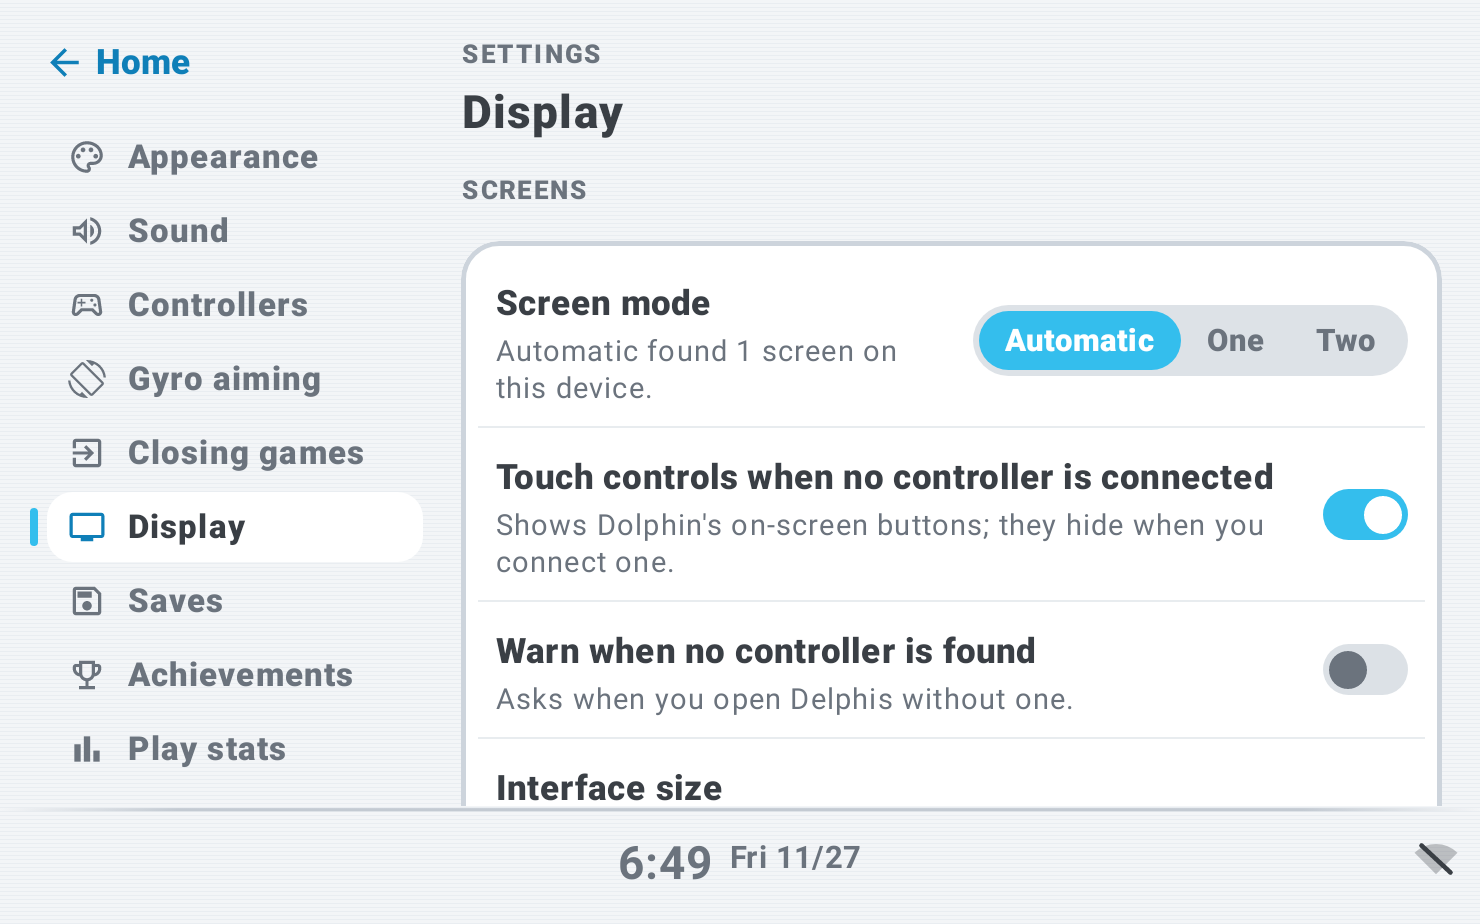 Home
Appearance
Sound
Controllers
Gyro aiming
Closing games
Display
Saves
Achievements
Play stats
SETTINGS
Display
SCREENS
Screen mode
Automatic found 1 screen on
this device.
Automatic One Two
Touch controls when no controller is connected
Shows Dolphin's on-screen buttons; they hide when you
connect one.
Warn when no controller is found
Asks when you open Delphis without one.
Interface size
6:49 Fri 11/27